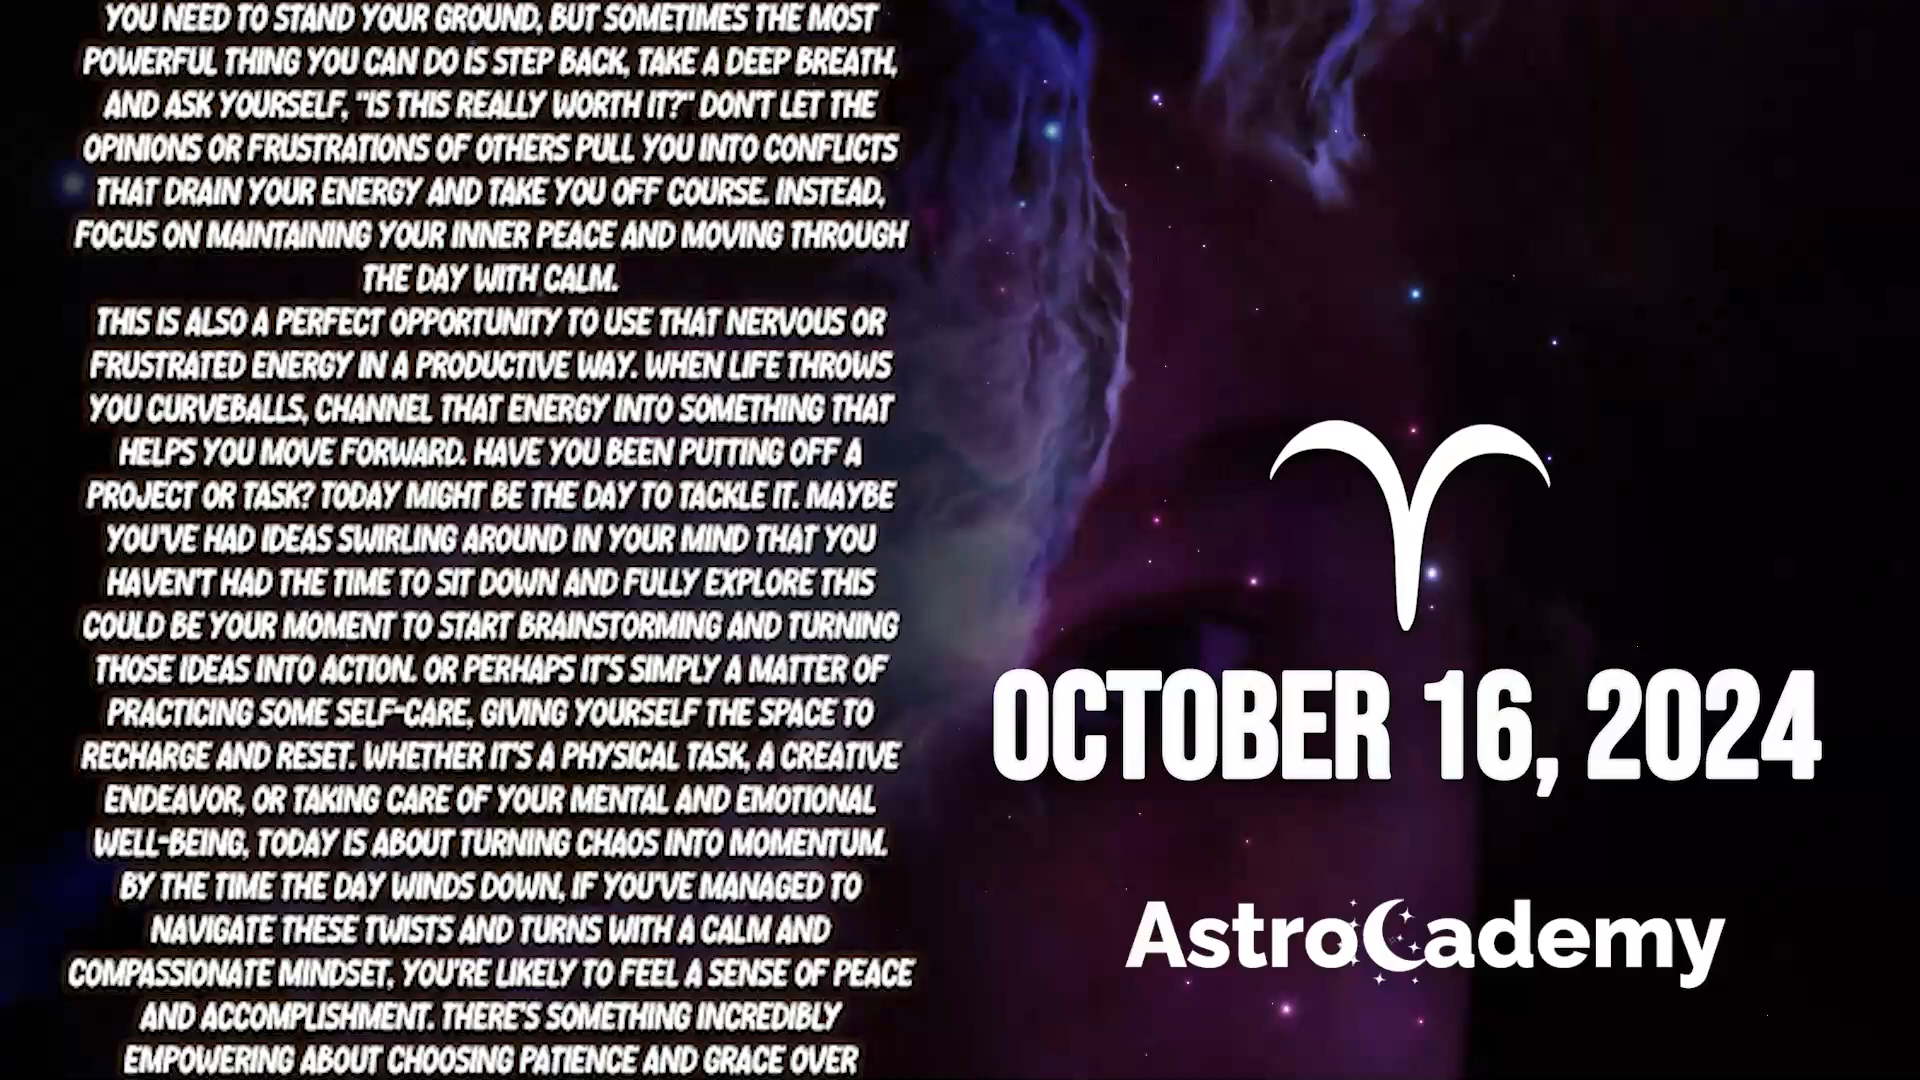 YOU NEED TO STAND YOUR GROUND, BUT SOMETIMES THE MOST
POWERFUL THING YOU CAN DO IS STEP BACK, TAKE A DEEP BREATH,
AND ASK YOURSELF, "IS THIS REALLY WORTH IT?" DON'T LET THE
OPINIONS OR FRUSTRATIONS OF OTHERS PULL YOU INTO CONFLICTS
THAT DRAIN YOUR ENERGY AND TAKE YOU OFF COURSE. INSTEAD,
FOCUS ON MAINTAINING YOUR INNER PEACE AND MOVING THROUGH
THE DAY WITH CALM.
THIS IS ALSO A PERFECT OPPORTUNITY TO USE THAT NERVOUS OR
FRUSTRATED ENERGY IN A PRODUCTIVE WAY. WHEN LIFE THROWS
YOU CURVEBALLS, CHANNEL THAT ENERGY INTO SOMETHING THAT
HELPS YOU MOVE FORWARD. HAVE YOU BEEN PUTTING OFF A
PROJECT OR TASK? TODAY MIGHT BE THE DAY TO TACKLE IT. MAYBE
YOU'VE HAD IDEAS SWIRLING AROUND IN YOUR MIND THAT YOU
HAVEN'T HAD THE TIME TO SIT DOWN AND FULLY EXPLORE THIS
COULD BE YOUR MOMENT TO START BRAINSTORMING AND TURNING
THOSE IDEAS INTO ACTION. OR PERHAPS IT'S SIMPLY A MATTER OF
PRACTICING SOME SELF-CARE, GIVING YOURSELF THE SPACE TO
RECHARGE AND RESET. WHETHER IT'S A PHYSICAL TASK, A CREATIVE
ENDEAVOR, OR TAKING CARE OF YOUR MENTAL AND EMOTIONAL
WELL-BEING, TODAY IS ABOUT TURNING CHAOS INTO MOMENTUM.
BY THE TIME THE DAY WINDS DOWN, IF YOU'VE MANAGED TO
NAVIGATE THESE TWISTS AND TURNS WITH A CALM AND
COMPASSIONATE MINDSET, YOU'RE LIKELY TO FEEL A SENSE OF PEACE
AND ACCOMPLISHMENT. THERE'S SOMETHING INCREDIBLY
EMPOWERING ABOUT CHOOSING PATIENCE AND GRACE OVER
OCTOBER 16, 2024
AstroCademy